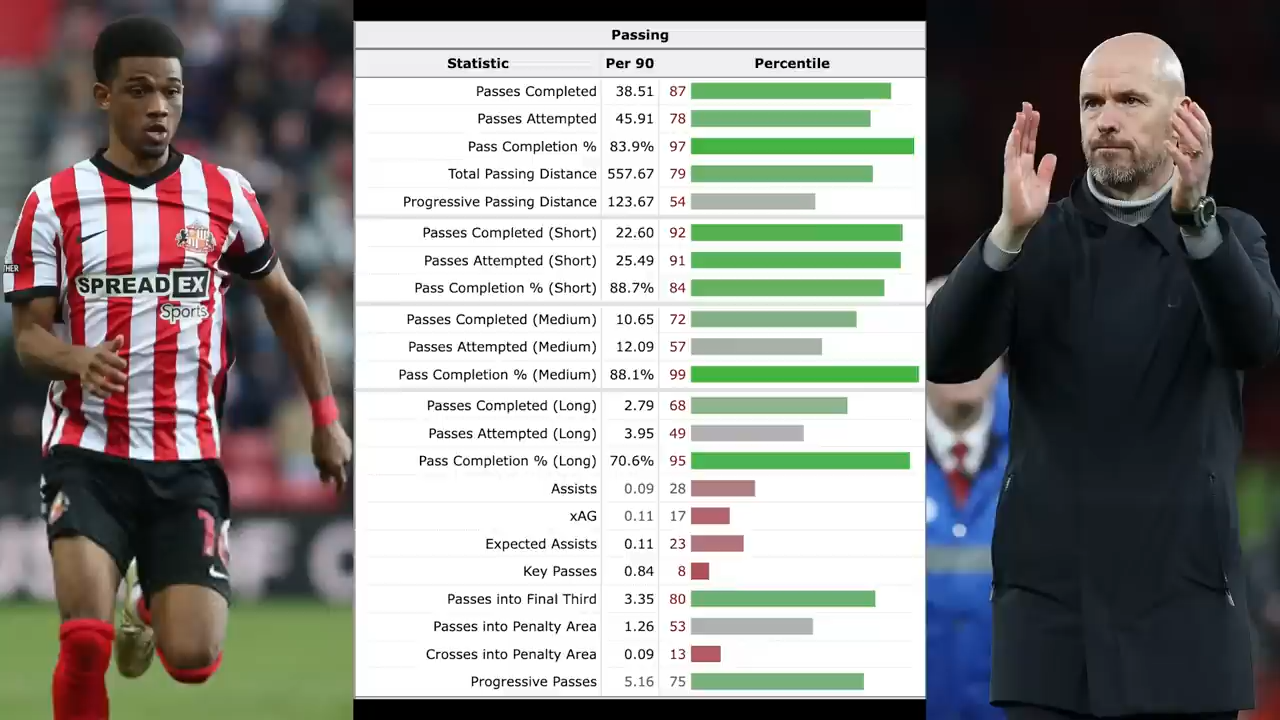 Passing
Statistic Per 90 Percentile
Passes Completed 38.51 87
Passes Attempted 45.91 78
Pass Completion % 83.9% 97
Total Passing Distance 557.67 79
Progressive Passing Distance 123.67 54
Passes Completed (Short) 22.60 92
Passes Attempted (Short) 25.49 91
Pass Completion % (Short) 88.7% 84
Passes Completed (Medium) 10.65 72
Passes Attempted (Medium) 12.09 57
Pass Completion % (Medium) 88.1% 99
Passes Completed (Long) 2.79 68
Passes Attempted (Long) 3.95 49
Pass Completion % (Long) 70.6% 95
Assists 0.09 28
xAG 0.11 17
Expected Assists 0.11 23
Key Passes 0.84 8
Passes into Final Third 3.35 80
Passes into Penalty Area 1.26 53
Crosses into Penalty Area 0.09 13
Progressive Passes 5.16 75
SPREADEX
Sports